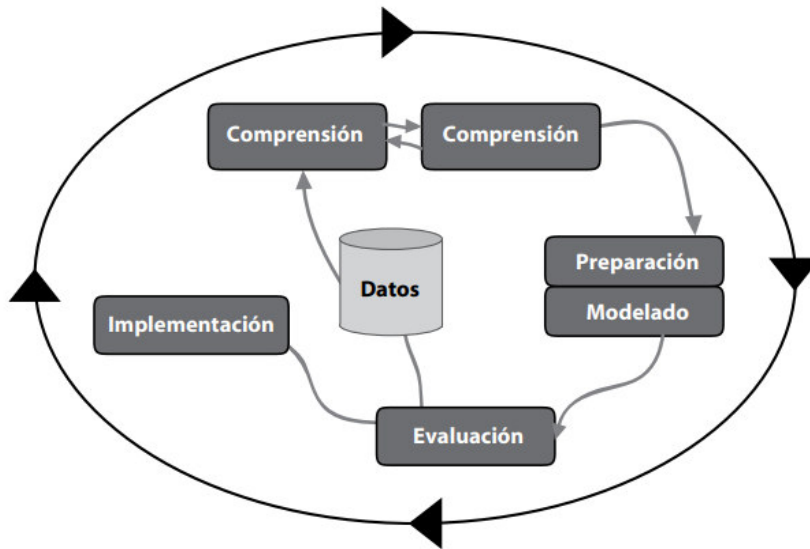 Comprensión
Comprensión
Preparación
Modelado
Datos
Implementación
Evaluación